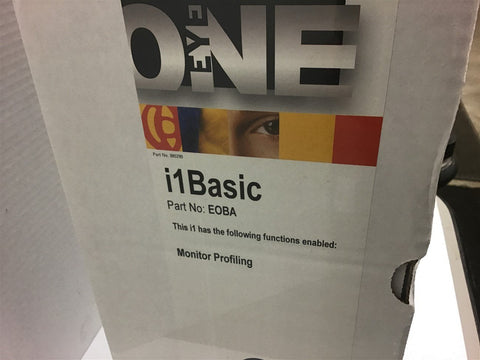 EYE
ONE
i1Basic
Part No: EOBA
This i1 has the following functions enabled:
Monitor Profiling